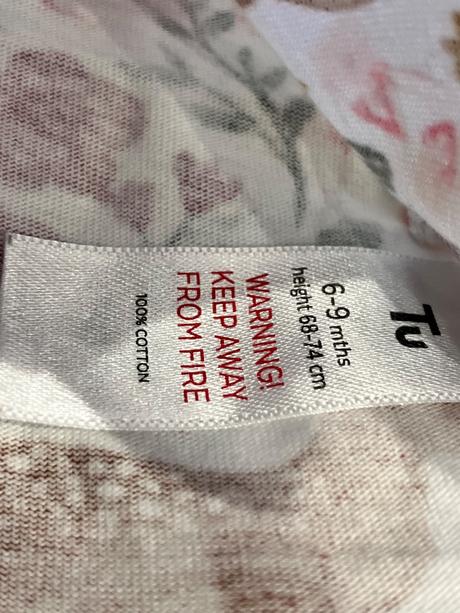 Tu
6-9 mths
height 68-74 cm
WARNING!
KEEP AWAY
FROM FIRE
100% COTTON